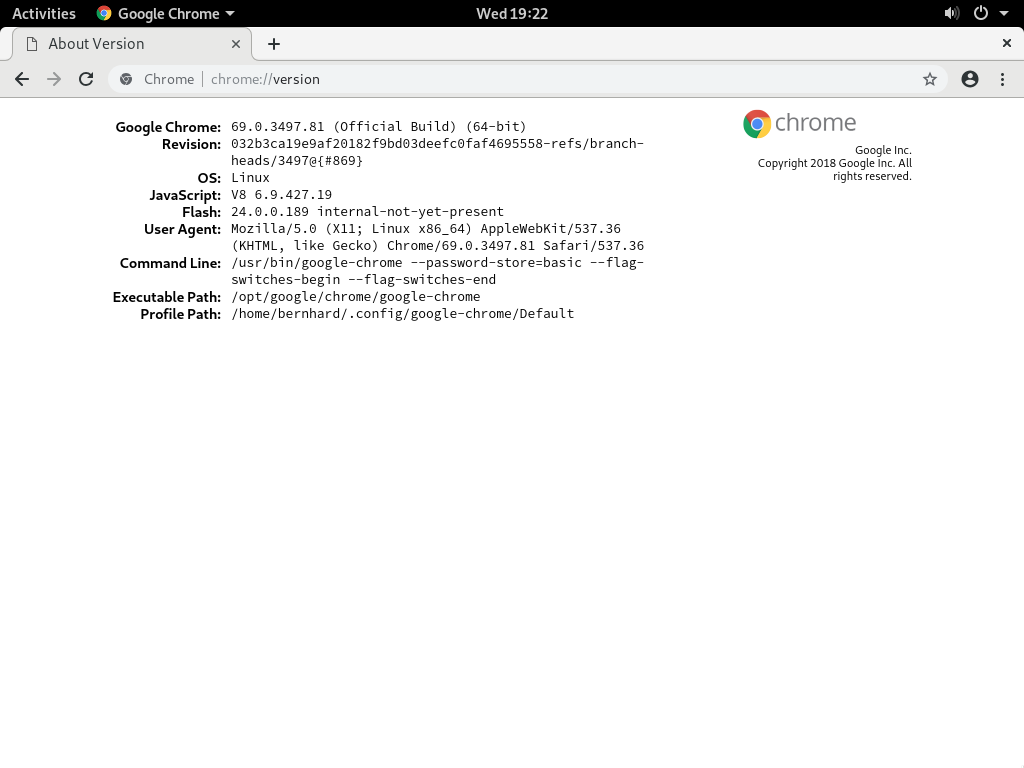 Activities Google Chrome Wed 19:22
About Version
Chrome chrome://version
chrome
Google Inc.
Copyright 2018 Google Inc. All
rights reserved.
Google Chrome: 69.0.3497.81 (Official Build) (64-bit)
Revision: 032b3ca19e9af20182f9bd03deefc0faf4695558-refs/branch-
heads/3497@{#869}
OS: Linux
JavaScript: V8 6.9.427.19
Flash: 24.0.0.189 internal-not-yet-present
User Agent: Mozilla/5.0 (X11; Linux x86_64) AppleWebKit/537.36
(KHTML, like Gecko) Chrome/69.0.3497.81 Safari/537.36
Command Line: /usr/bin/google-chrome --password-store=basic --flag-
switches-begin --flag-switches-end
Executable Path: /opt/google/chrome/google-chrome
Profile Path: /home/bernhard/.config/google-chrome/Default